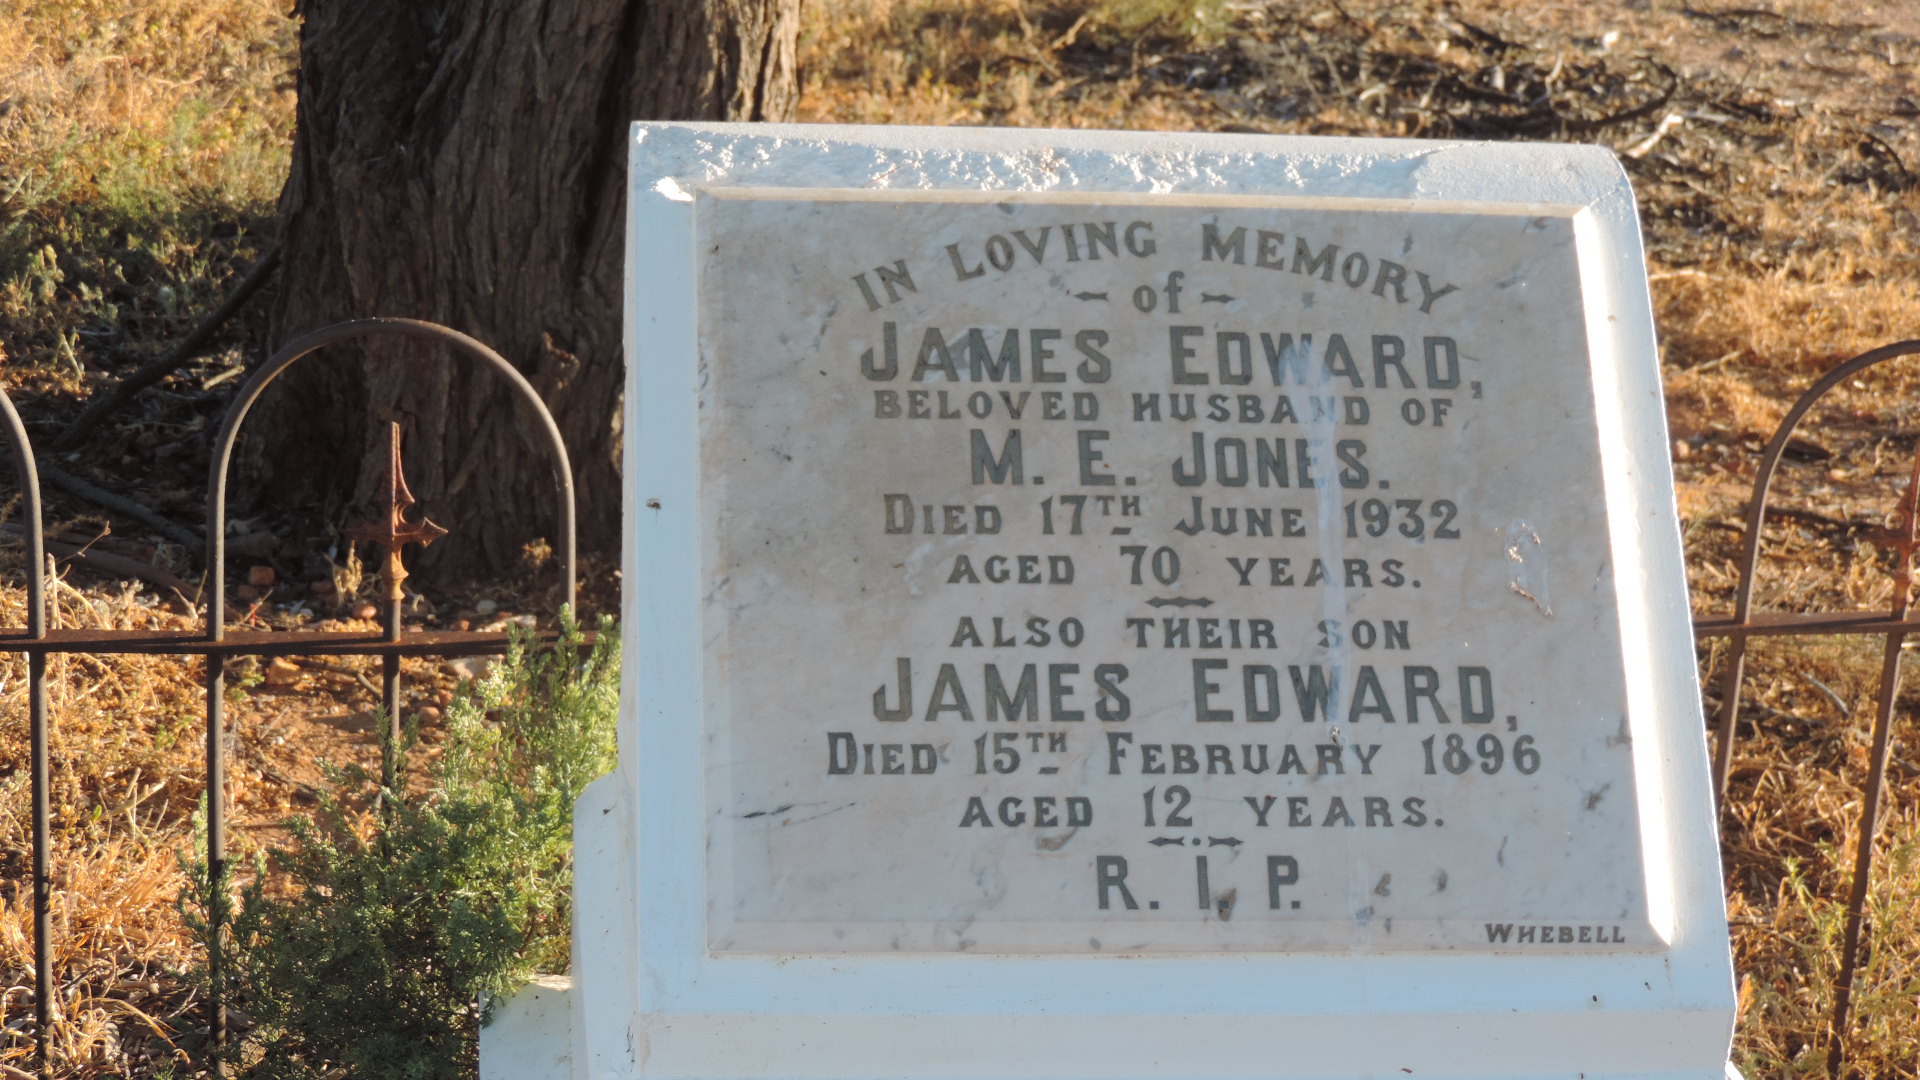 IN LOVING MEMORY
of
JAMES EDWARD,
BELOVED HUSBAND OF
M. E. JONES.
DIED 17TH JUNE 1932
AGED 70 YEARS.
ALSO THEIR SON
JAMES EDWARD,
DIED 15TH FEBRUARY 1896
AGED 12 YEARS.
R. I. P.
WHEBELL